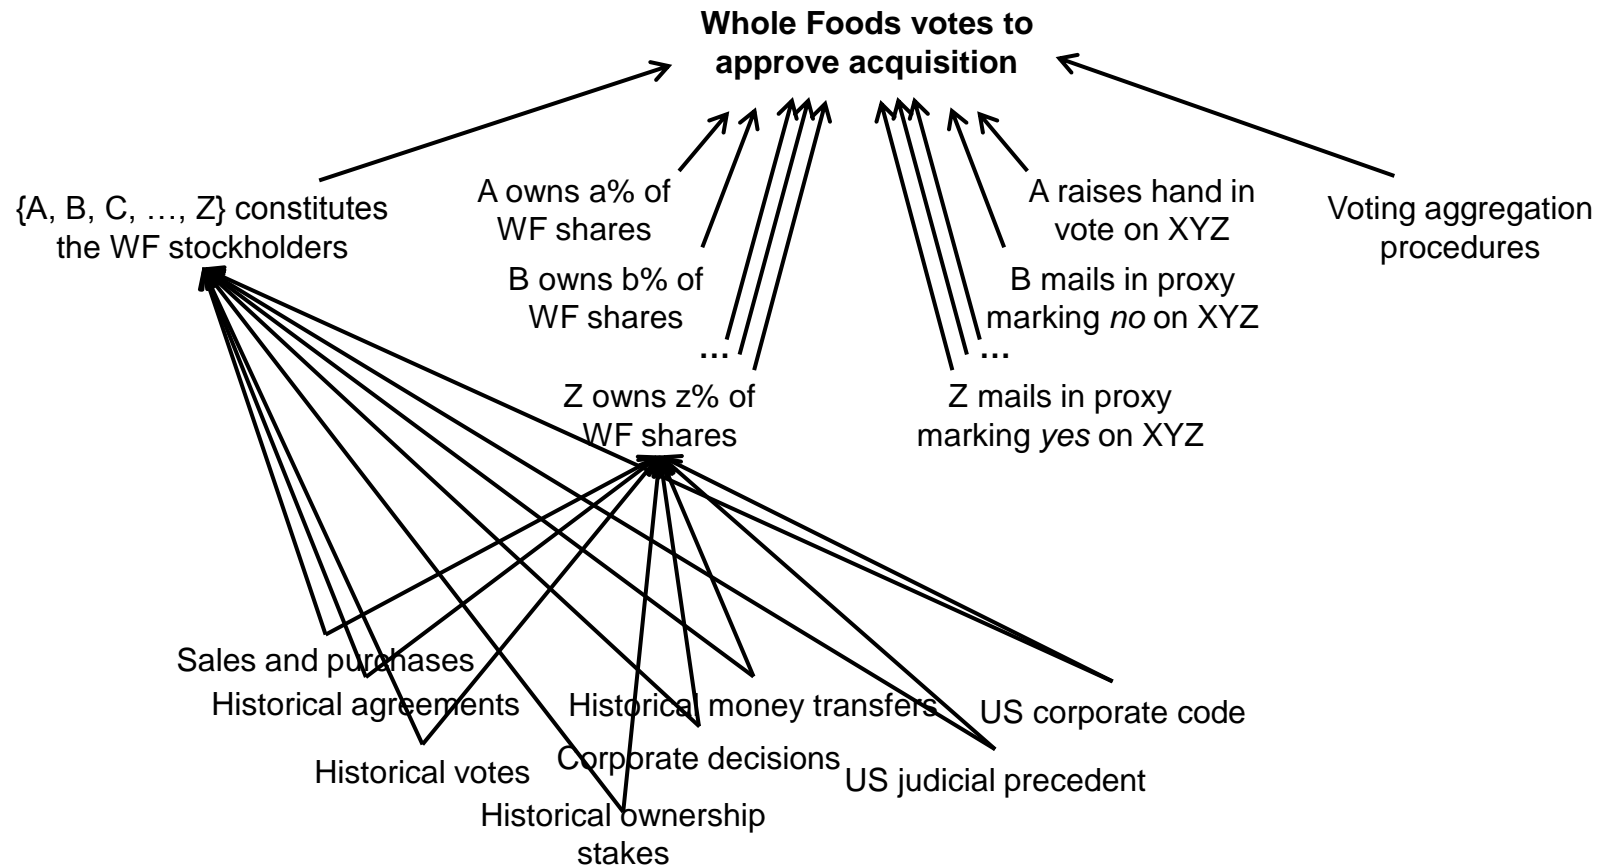 Whole Foods votes to
approve acquisition
{A, B, C, …, Z} constitutes
the WF stockholders
A owns a% of
WF shares
B owns b% of
WF shares
…
Z owns z% of
WF shares
A raises hand in
vote on XYZ
B mails in proxy
marking no on XYZ
…
Z mails in proxy
marking yes on XYZ
Voting aggregation
procedures
Sales and purchases
Historical agreements
Historical votes
Historical ownership
stakes
Historical money transfers
Corporate decisions
US corporate code
US judicial precedent